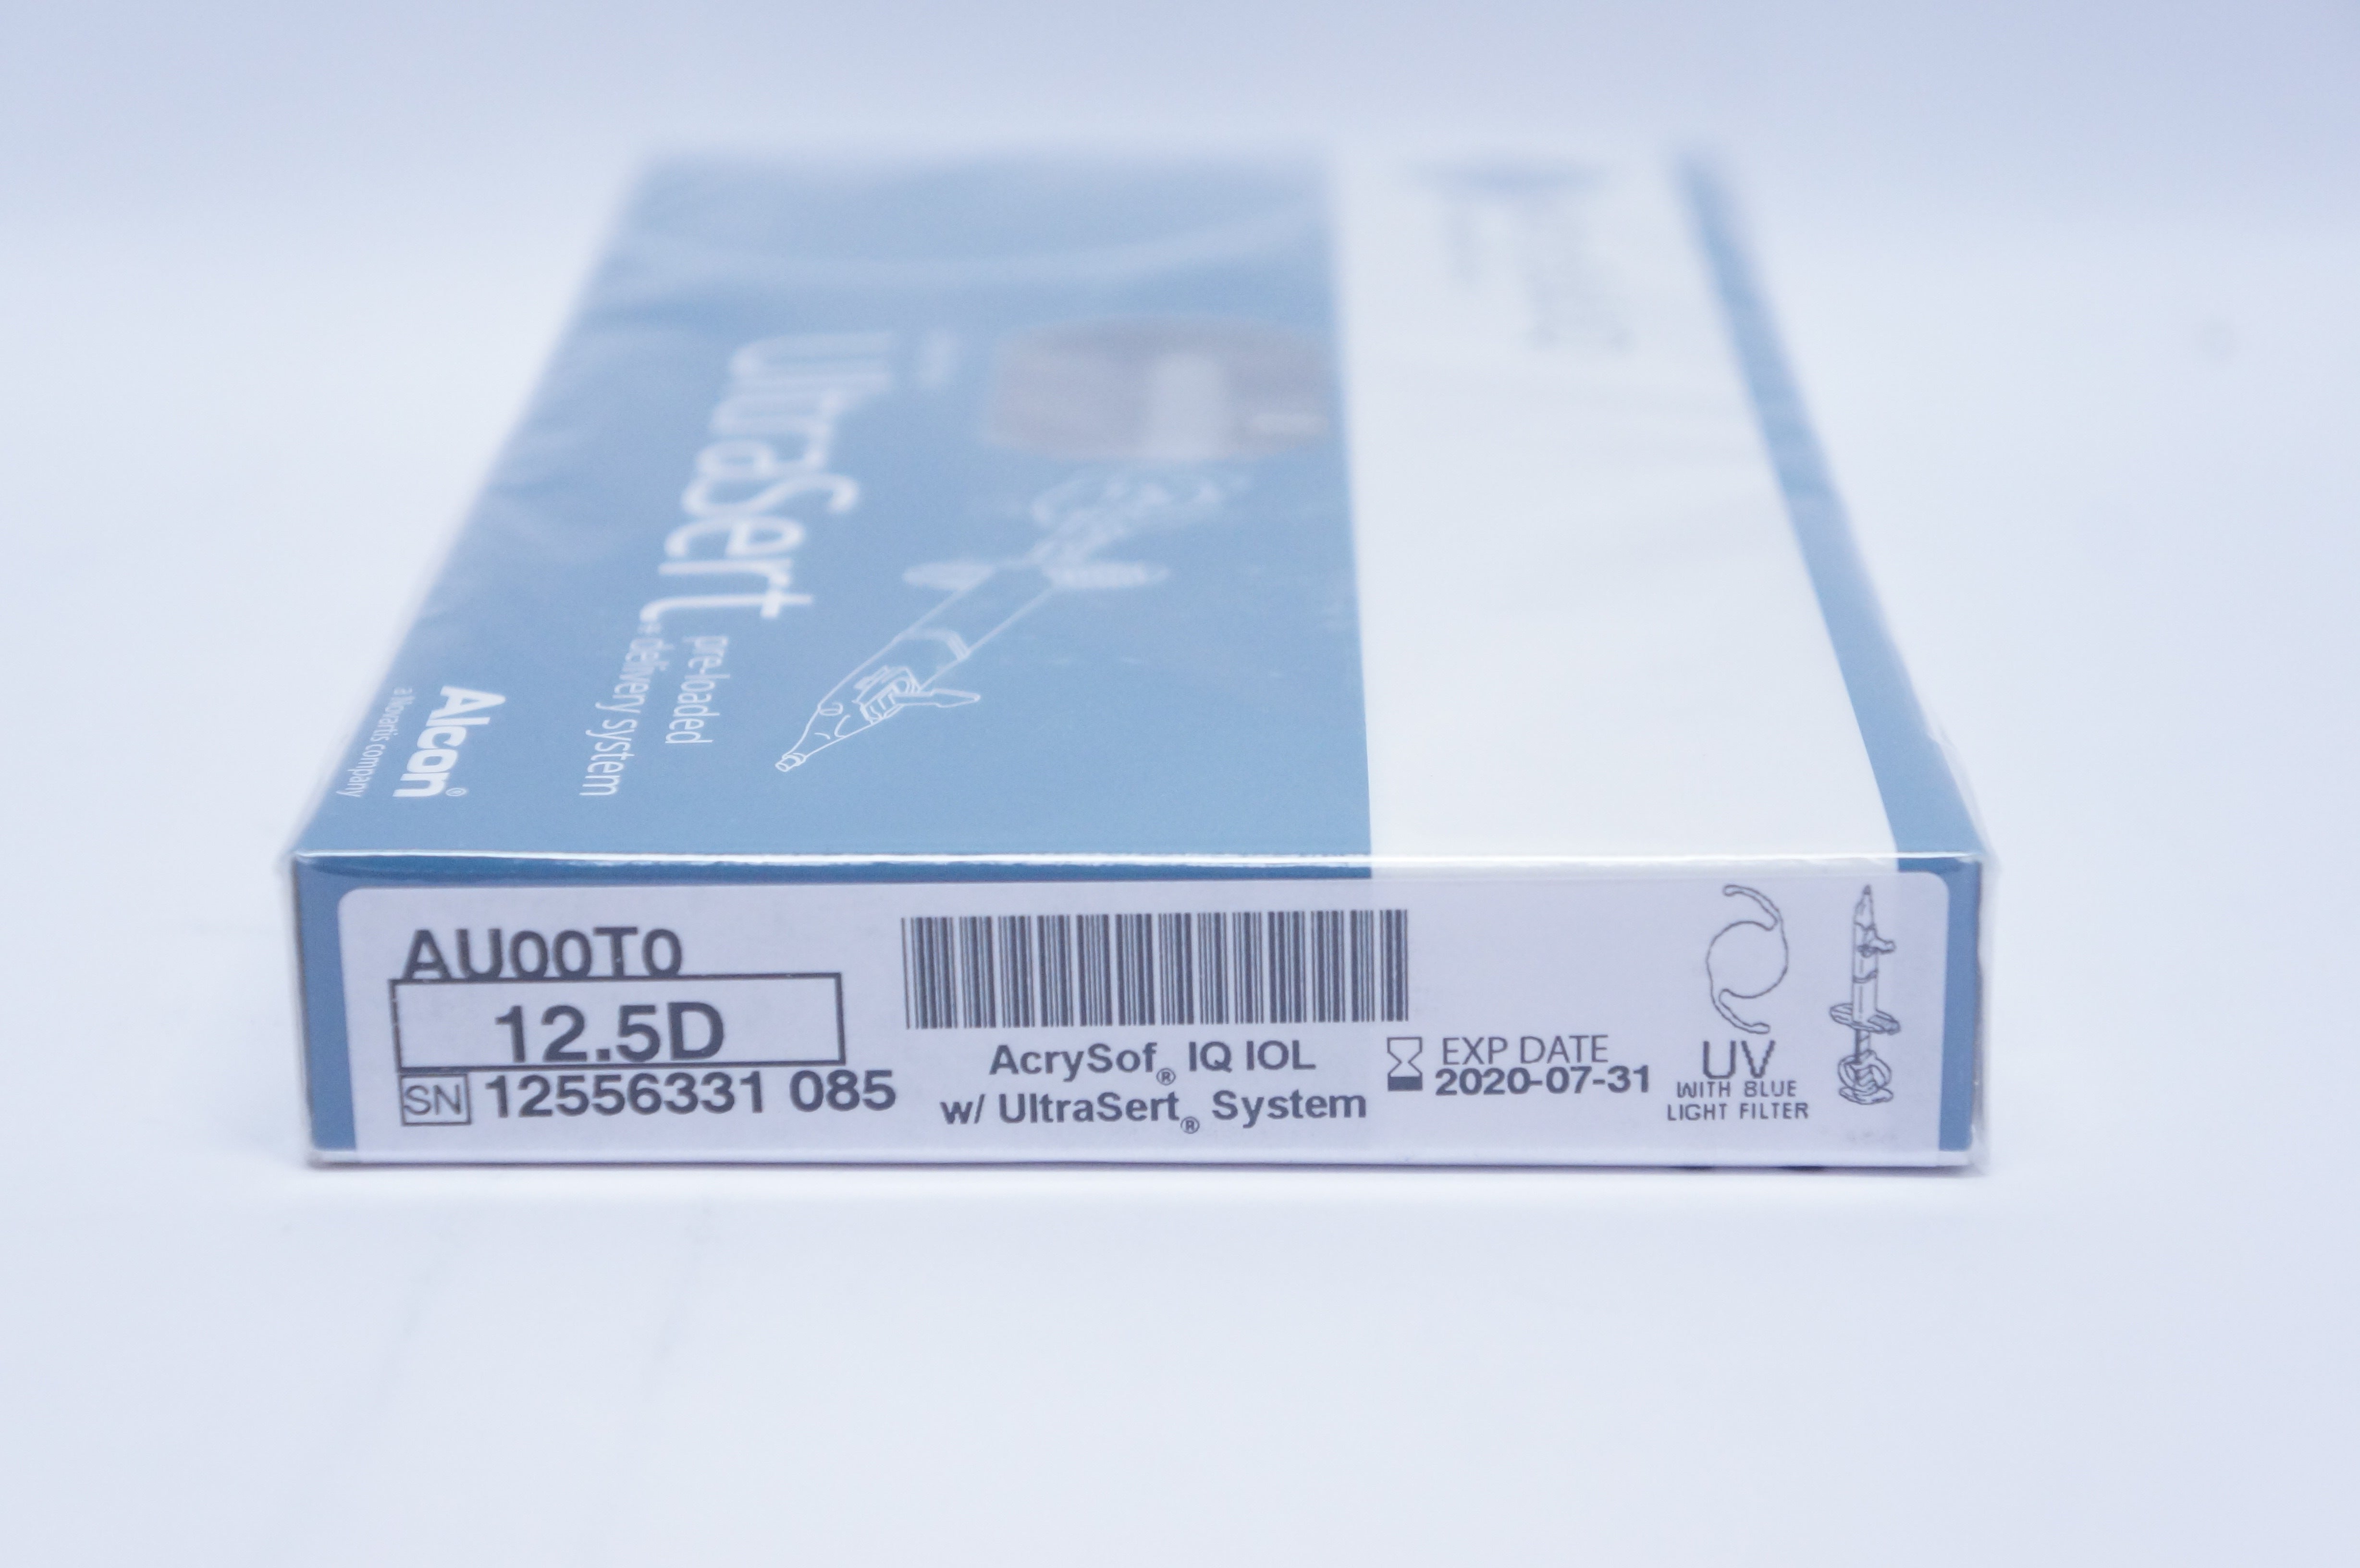 UltraSert
pre-loaded
delivery system
Alcon®
a Novartis company
AU00T0
12.5D
SN 12556331 085
AcrySof® IQ IOL
w/ UltraSert® System
EXP DATE
2020-07-31
UV
WITH BLUE
LIGHT FILTER